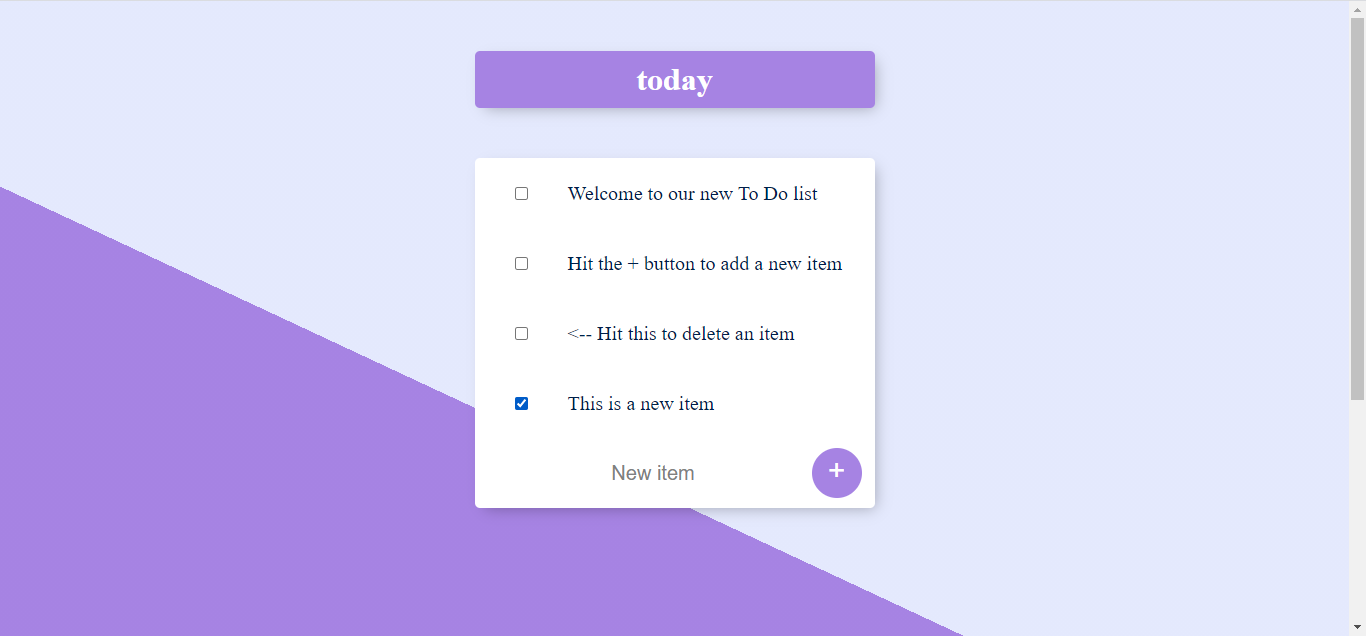 today
Welcome to our new To Do list
Hit the + button to add a new item
<-- Hit this to delete an item
This is a new item
New item +